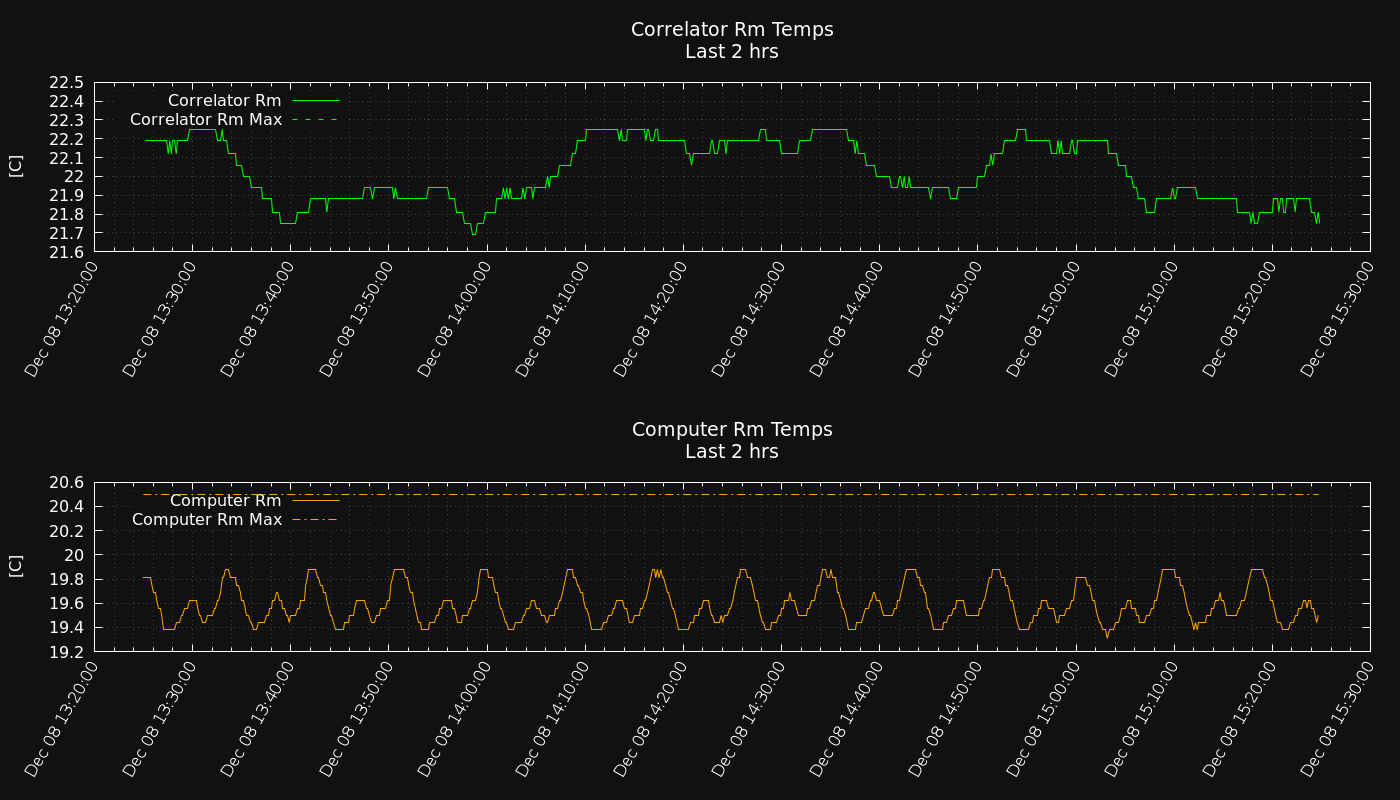 Correlator Rm Temps
Last 2 hrs
22.5
22.4
22.3
22.2
22.1
22
21.9
21.8
21.7
21.6
[C]
Correlator Rm
Correlator Rm Max
Dec 08 13:20:00
Dec 08 13:30:00
Dec 08 13:40:00
Dec 08 13:50:00
Dec 08 14:00:00
Dec 08 14:10:00
Dec 08 14:20:00
Dec 08 14:30:00
Dec 08 14:40:00
Dec 08 14:50:00
Dec 08 15:00:00
Dec 08 15:10:00
Dec 08 15:20:00
Dec 08 15:30:00
Computer Rm Temps
Last 2 hrs
20.6
20.4
20.2
20
19.8
19.6
19.4
19.2
[C]
Computer Rm
Computer Rm Max
Dec 08 13:20:00
Dec 08 13:30:00
Dec 08 13:40:00
Dec 08 13:50:00
Dec 08 14:00:00
Dec 08 14:10:00
Dec 08 14:20:00
Dec 08 14:30:00
Dec 08 14:40:00
Dec 08 14:50:00
Dec 08 15:00:00
Dec 08 15:10:00
Dec 08 15:20:00
Dec 08 15:30:00